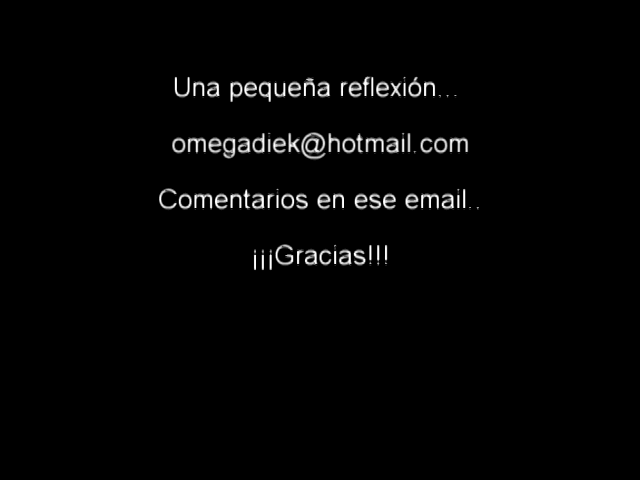 Una pequeña reflexión...
omegadiek@hotmail.com
Comentarios en ese email..
¡¡¡Gracias!!!